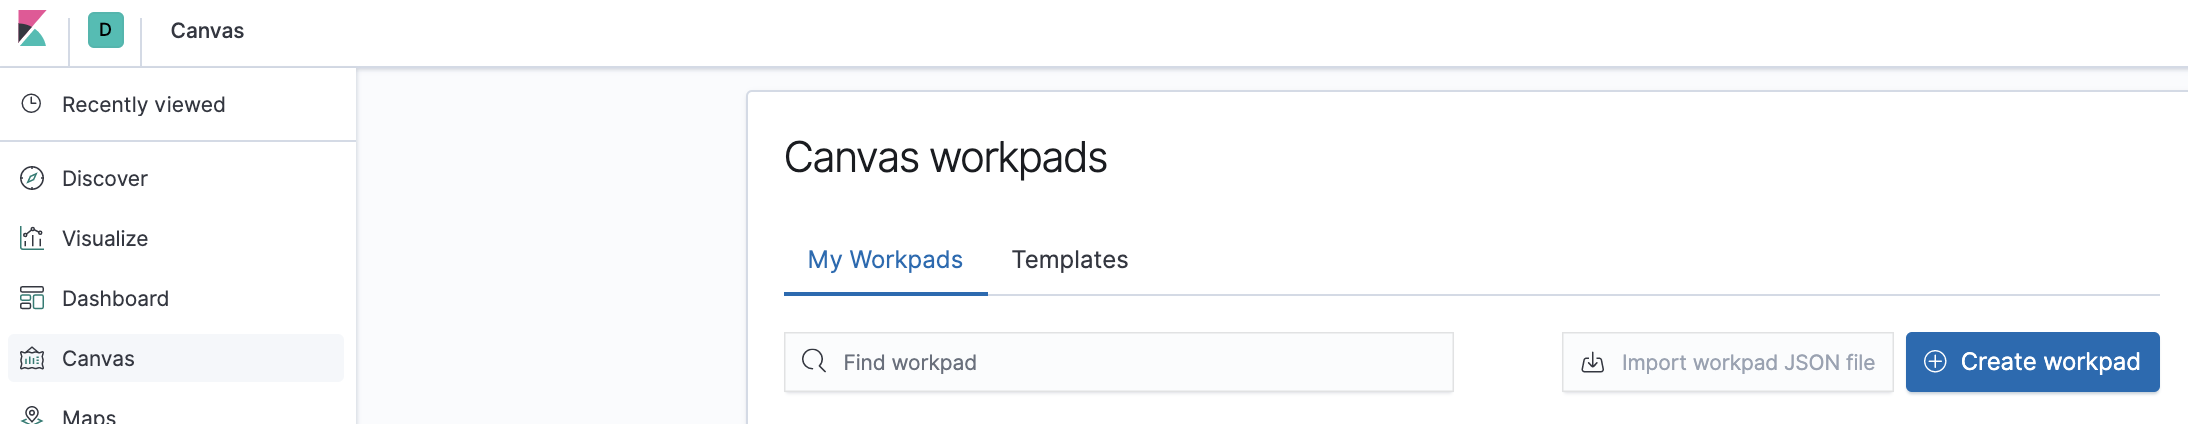 D
Canvas
Recently viewed
Discover
Visualize
Dashboard
Canvas
Maps
Canvas workpads
My Workpads
Templates
Find workpad
Import workpad JSON file
Create workpad